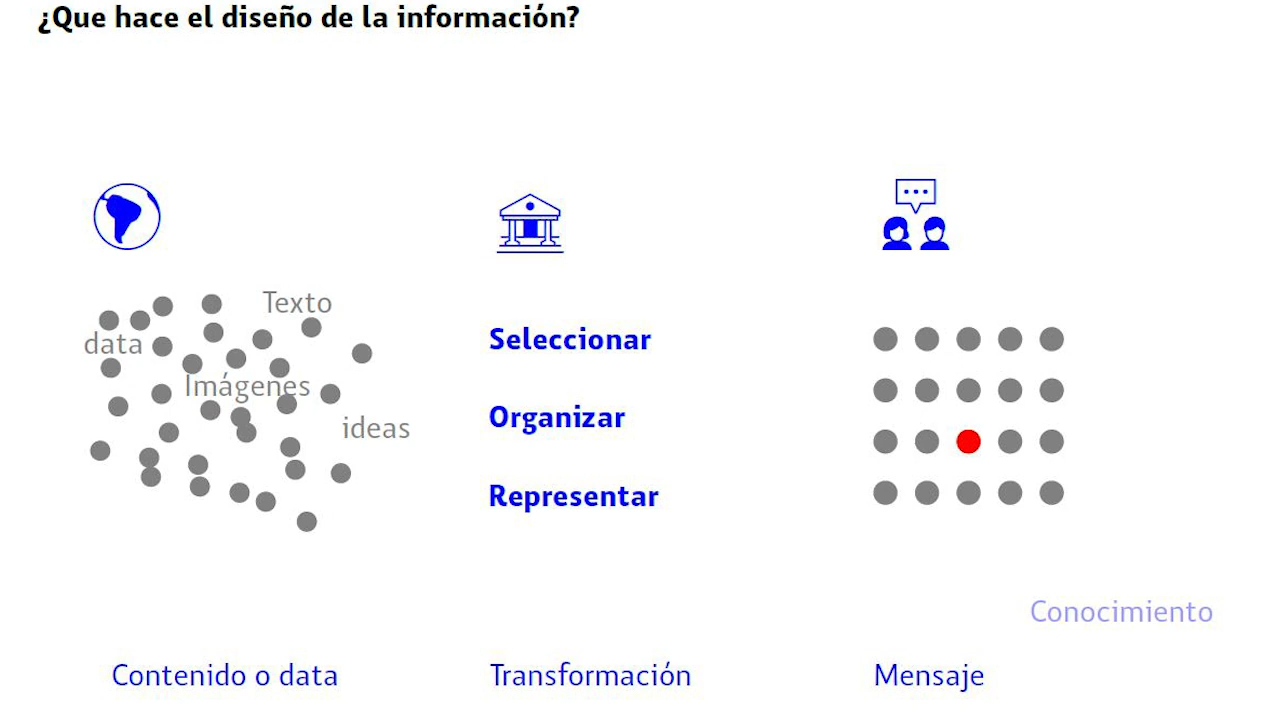 ¿Que hace el diseño de la información?
Texto
data
Imágenes
ideas
Seleccionar
Organizar
Representar
Conocimiento
Contenido o data
Transformación
Mensaje